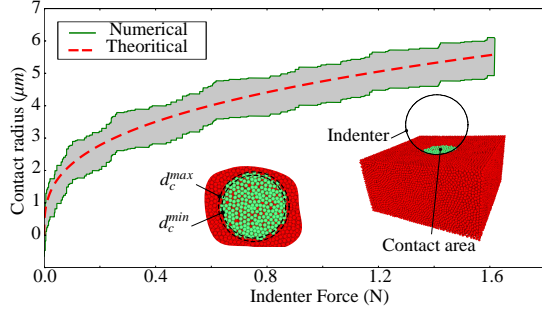 7
6
5
4
3
2
1
0
Contact radius (μm)
Numerical
Theoritical
Indenter
d_c^max
d_c^min
Contact area
0.0 0.4 0.8 1.2 1.6
Indenter Force (N)